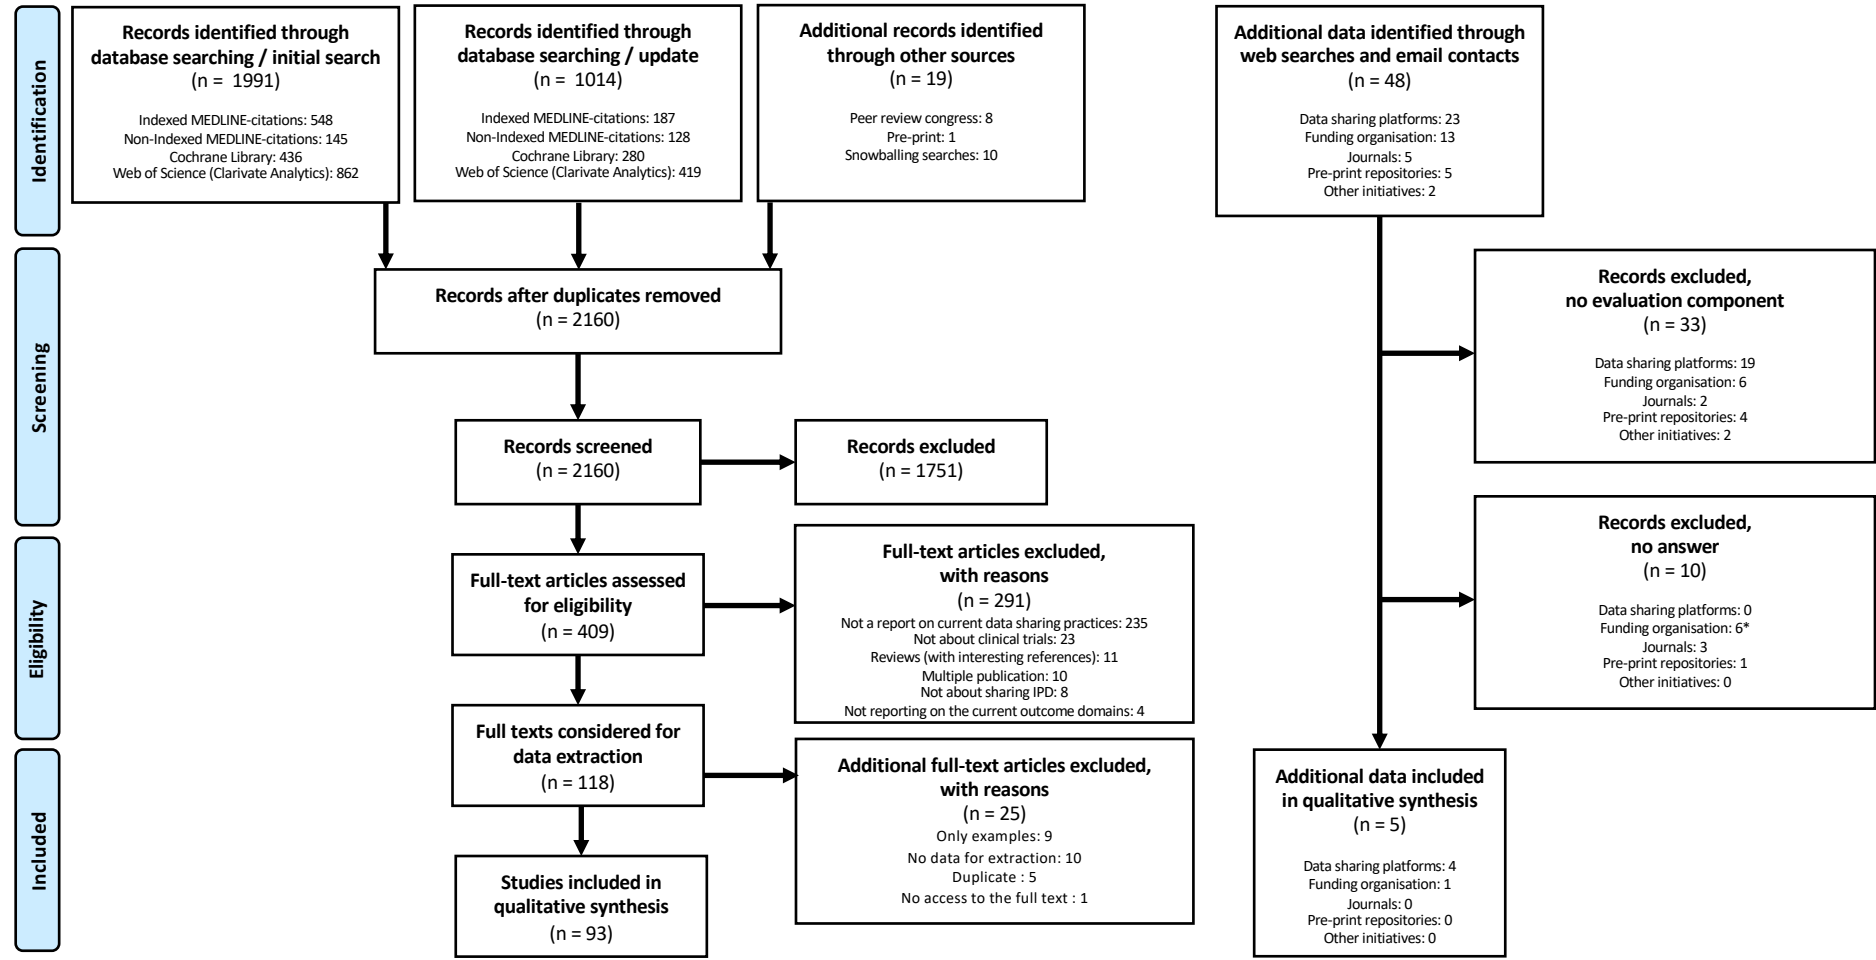 Identification
Records identified through
database searching / initial search
(n = 1991)
Indexed MEDLINE-citations: 548
Non-Indexed MEDLINE-citations: 145
Cochrane Library: 436
Web of Science (Clarivate Analytics): 862
Records identified through
database searching / update
(n = 1014)
Indexed MEDLINE-citations: 187
Non-Indexed MEDLINE-citations: 128
Cochrane Library: 280
Web of Science (Clarivate Analytics): 419
Additional records identified
through other sources
(n = 19)
Peer review congress: 8
Pre-print: 1
Snowballing searches: 10
Additional data identified through
web searches and email contacts
(n = 48)
Data sharing platforms: 23
Funding organisation: 13
Journals: 5
Pre-print repositories: 5
Other initiatives: 2
Screening
Records after duplicates removed
(n = 2160)
Records screened
(n = 2160)
Records excluded
(n = 1751)
Records excluded,
no evaluation component
(n = 33)
Data sharing platforms: 19
Funding organisation: 6
Journals: 2
Pre-print repositories: 4
Other initiatives: 2
Eligibility
Full-text articles assessed
for eligibility
(n = 409)
Full-text articles excluded,
with reasons
(n = 291)
Not a report on current data sharing practices: 235
Not about clinical trials: 23
Reviews (with interesting references): 11
Multiple publication: 10
Not about sharing IPD: 8
Not reporting on the current outcome domains: 4
Records excluded,
no answer
(n = 10)
Data sharing platforms: 0
Funding organisation: 6*
Journals: 3
Pre-print repositories: 1
Other initiatives: 0
Full texts considered for
data extraction
(n = 118)
Included
Additional full-text articles excluded,
with reasons
(n = 25)
Only examples: 9
No data for extraction: 10
Duplicate : 5
No access to the full text : 1
Studies included in
qualitative synthesis
(n = 93)
Additional data included
in qualitative synthesis
(n = 5)
Data sharing platforms: 4
Funding organisation: 1
Journals: 0
Pre-print repositories: 0
Other initiatives: 0